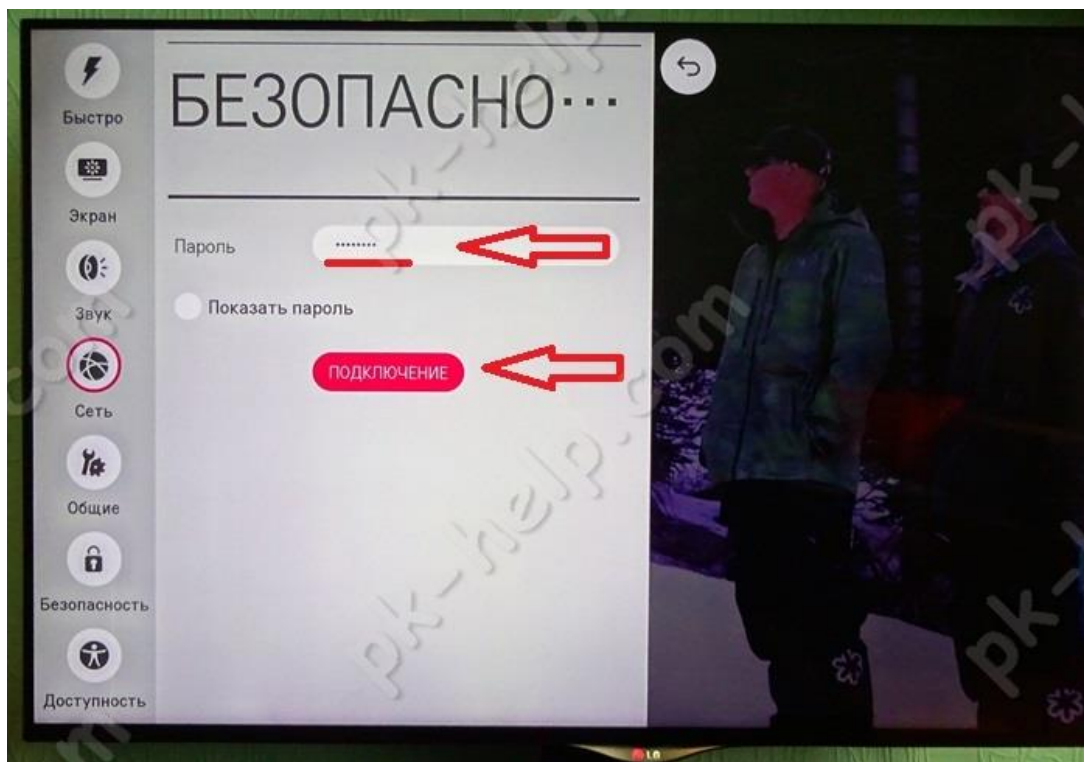 Быстро
Экран
Звук
Сеть
Общие
Безопасность
Доступность
БЕЗОПАСНО...
Пароль ········
Показать пароль
ПОДКЛЮЧЕНИЕ
LG
pk-help.com